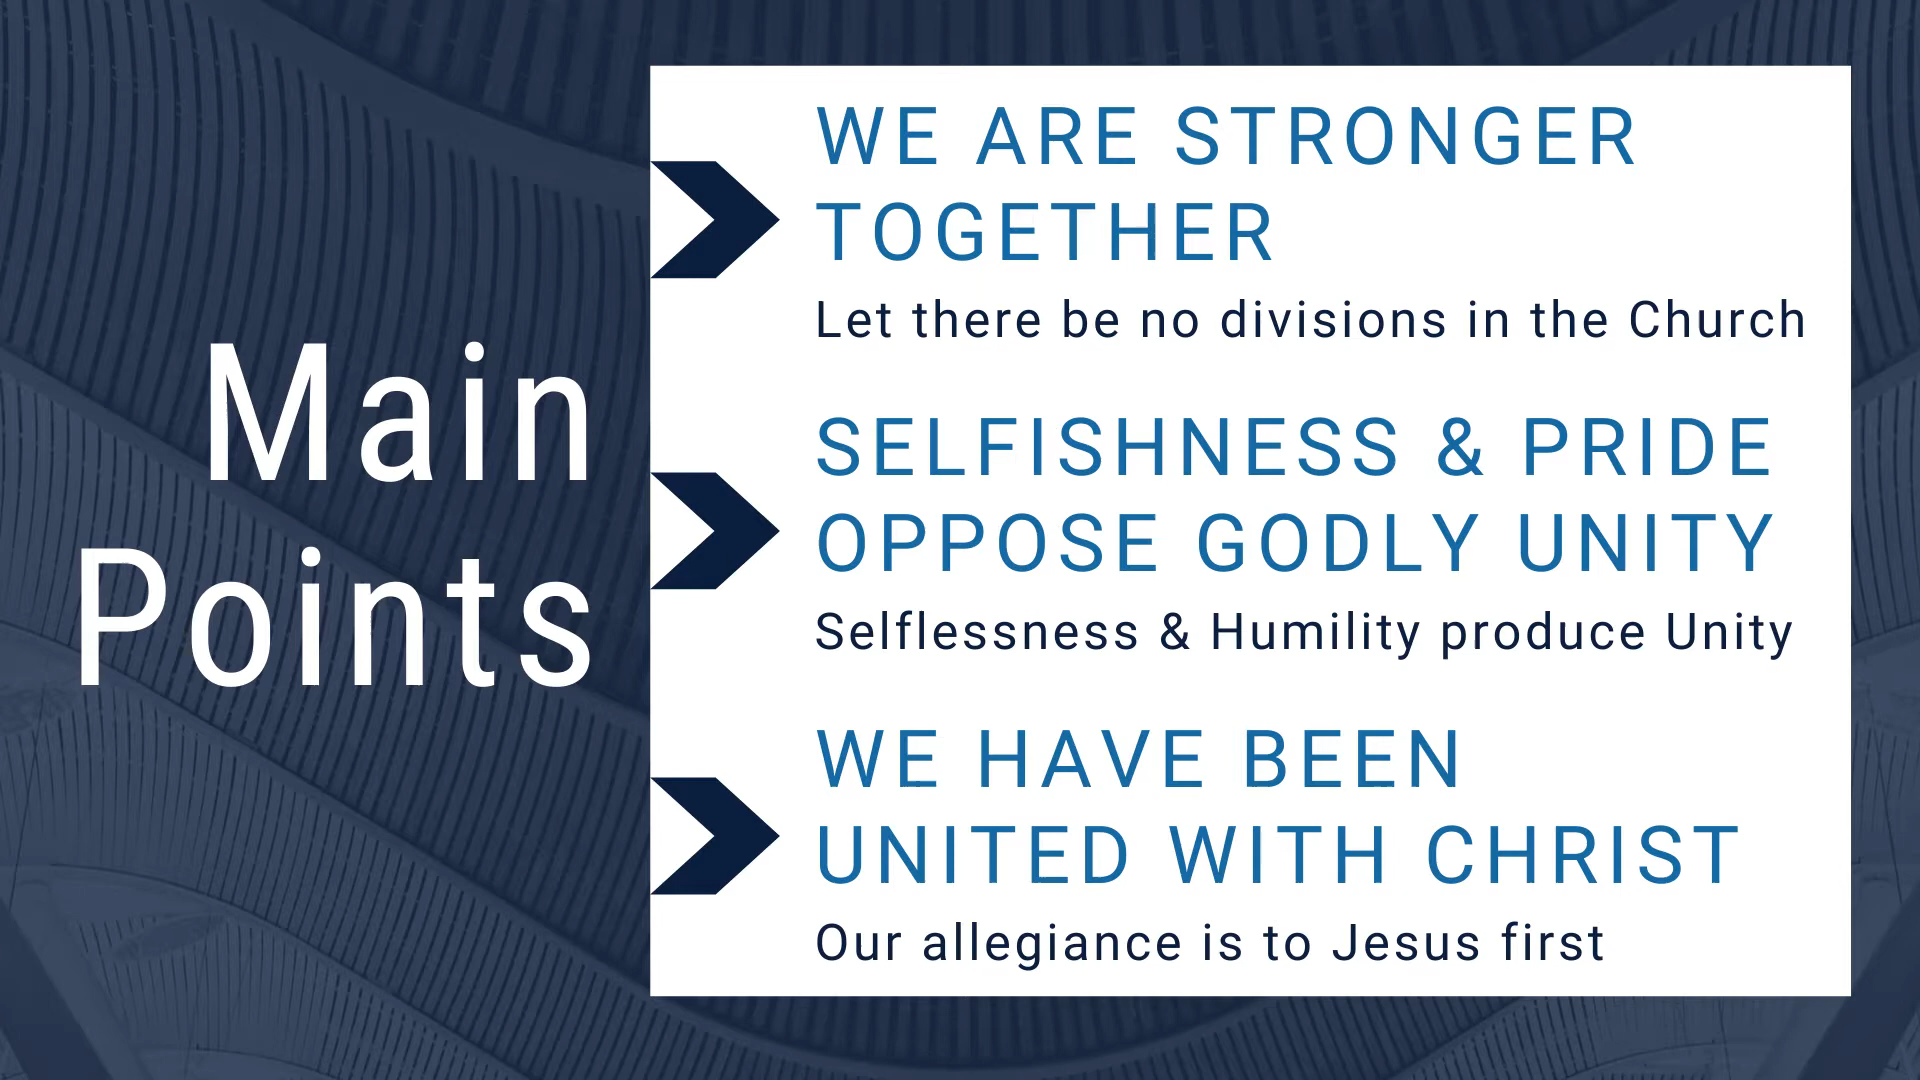 Main
Points
WE ARE STRONGER
TOGETHER
Let there be no divisions in the Church
SELFISHNESS & PRIDE
OPPOSE GODLY UNITY
Selflessness & Humility produce Unity
WE HAVE BEEN
UNITED WITH CHRIST
Our allegiance is to Jesus first